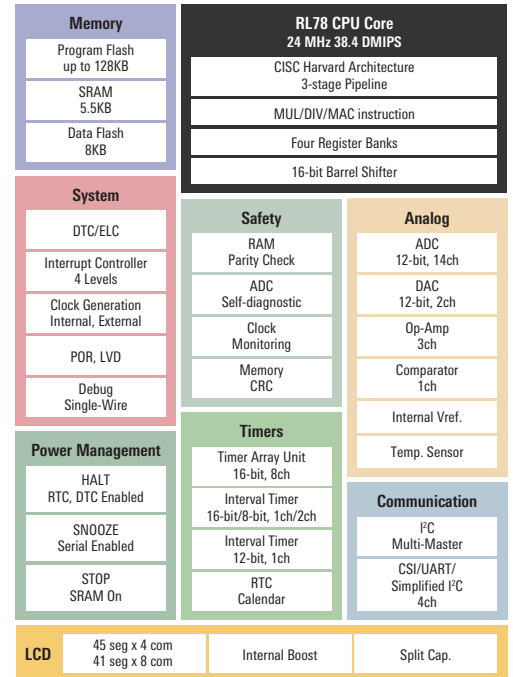 Memory
Program Flash
up to 128KB
SRAM
5.5KB
Data Flash
8KB
RL78 CPU Core
24 MHz 38.4 DMIPS
CISC Harvard Architecture
3-stage Pipeline
MUL/DIV/MAC instruction
Four Register Banks
16-bit Barrel Shifter
System
DTC/ELC
Interrupt Controller
4 Levels
Clock Generation
Internal, External
POR, LVD
Debug
Single-Wire
Safety
RAM
Parity Check
ADC
Self-diagnostic
Clock
Monitoring
Memory
CRC
Analog
ADC
12-bit, 14ch
DAC
12-bit, 2ch
Op-Amp
3ch
Comparator
1ch
Internal Vref.
Temp. Sensor
Power Management
HALT
RTC, DTC Enabled
SNOOZE
Serial Enabled
STOP
SRAM On
Timers
Timer Array Unit
16-bit, 8ch
Interval Timer
16-bit/8-bit, 1ch/2ch
Interval Timer
12-bit, 1ch
RTC
Calendar
Communication
I²C
Multi-Master
CSI/UART/
Simplified I²C
4ch
LCD
45 seg x 4 com
41 seg x 8 com
Internal Boost
Split Cap.